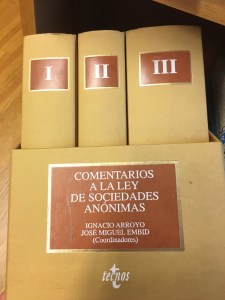 I II III
COMENTARIOS
A LA LEY
DE SOCIEDADES
ANÓNIMAS
IGNACIO ARROYO
JOSÉ MIGUEL EMBID
(Coordinadores)
tecnos